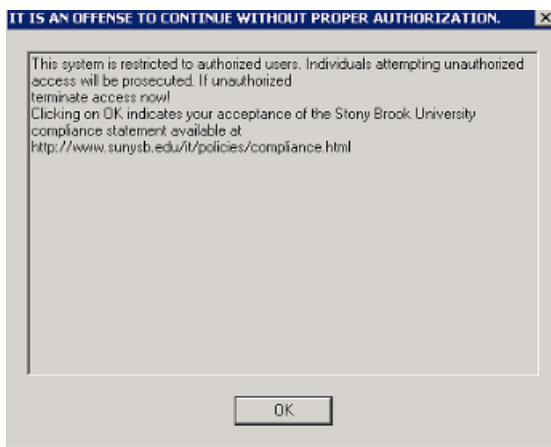 IT IS AN OFFENSE TO CONTINUE WITHOUT PROPER AUTHORIZATION.
This system is restricted to authorized users. Individuals attempting unauthorized
access will be prosecuted. If unauthorized
terminate access now!
Clicking on OK indicates your acceptance of the Stony Brook University
compliance statement available at
http://www.sunysb.edu/it/policies/compliance.html
OK